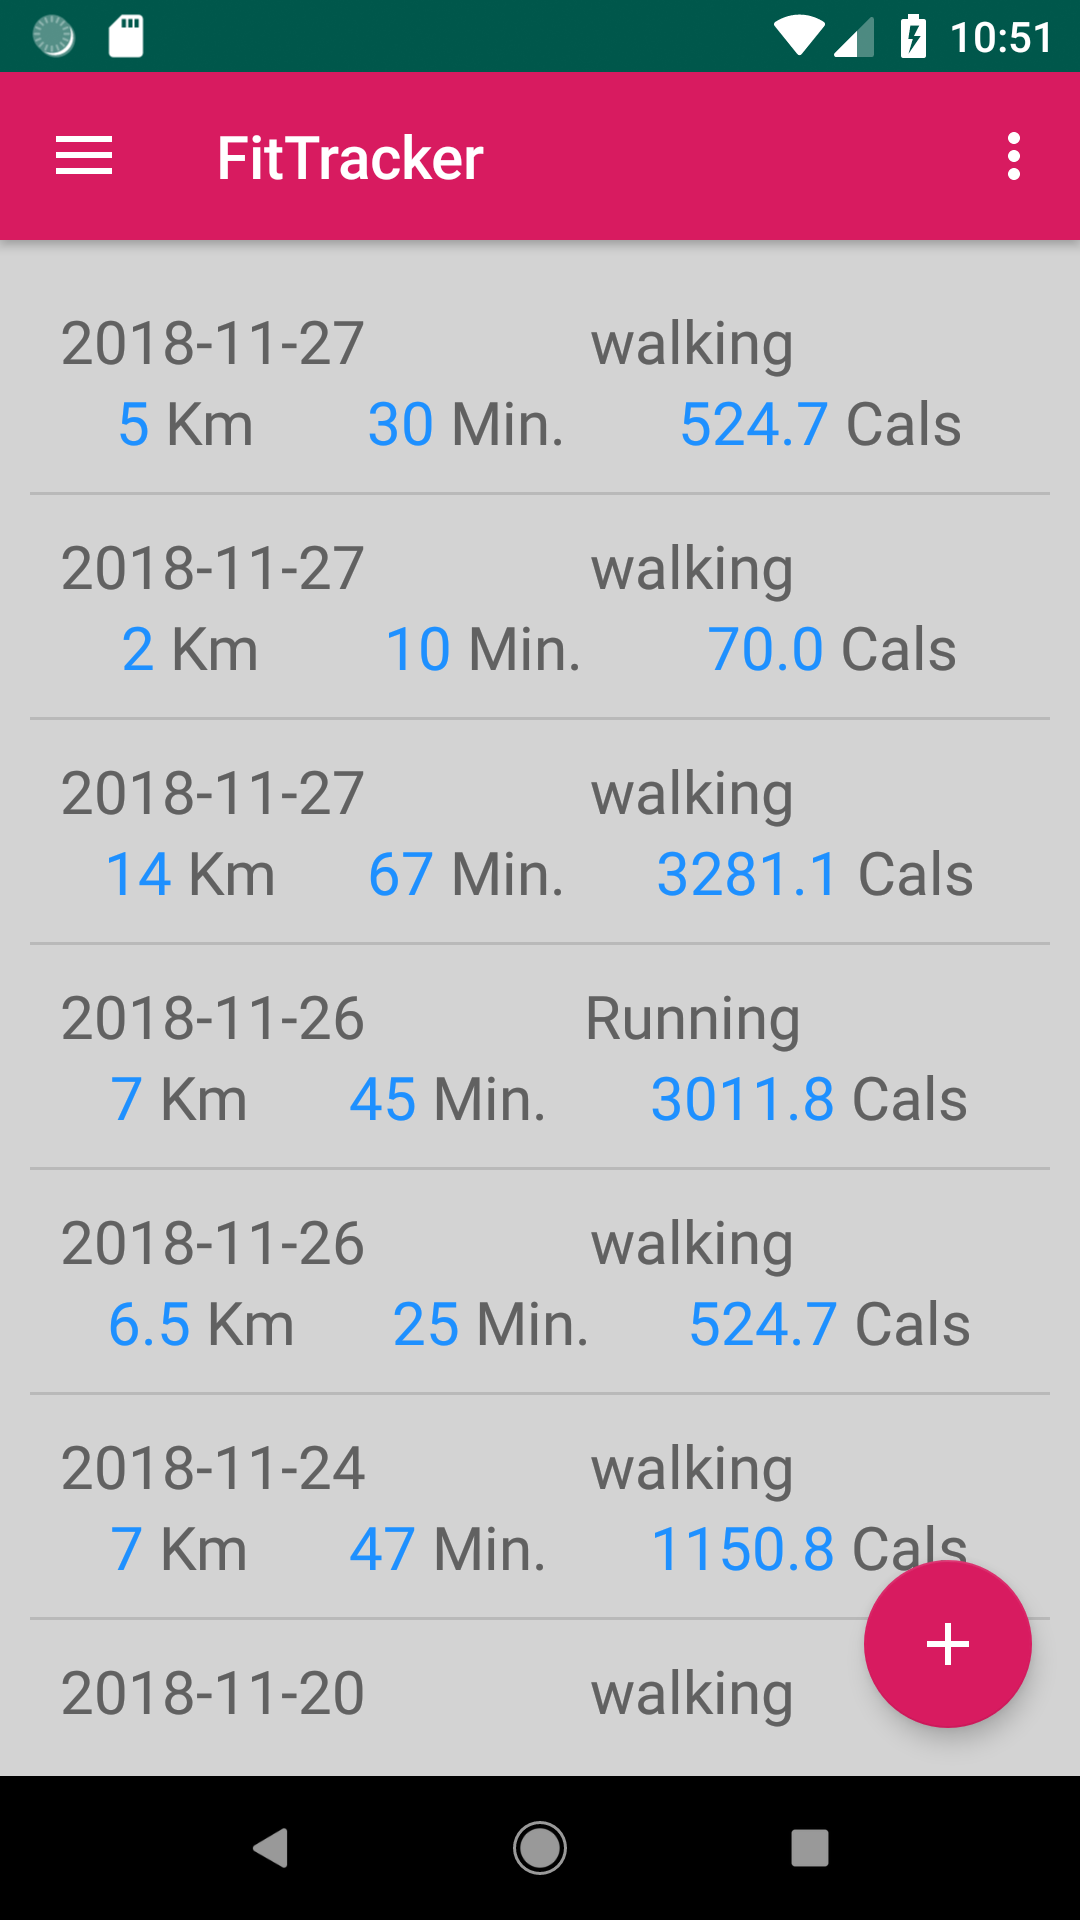 10:51
FitTracker
2018-11-27 walking
5 Km 30 Min. 524.7 Cals
2018-11-27 walking
2 Km 10 Min. 70.0 Cals
2018-11-27 walking
14 Km 67 Min. 3281.1 Cals
2018-11-26 Running
7 Km 45 Min. 3011.8 Cals
2018-11-26 walking
6.5 Km 25 Min. 524.7 Cals
2018-11-24 walking
7 Km 47 Min. 1150.8 Cals
2018-11-20 walking